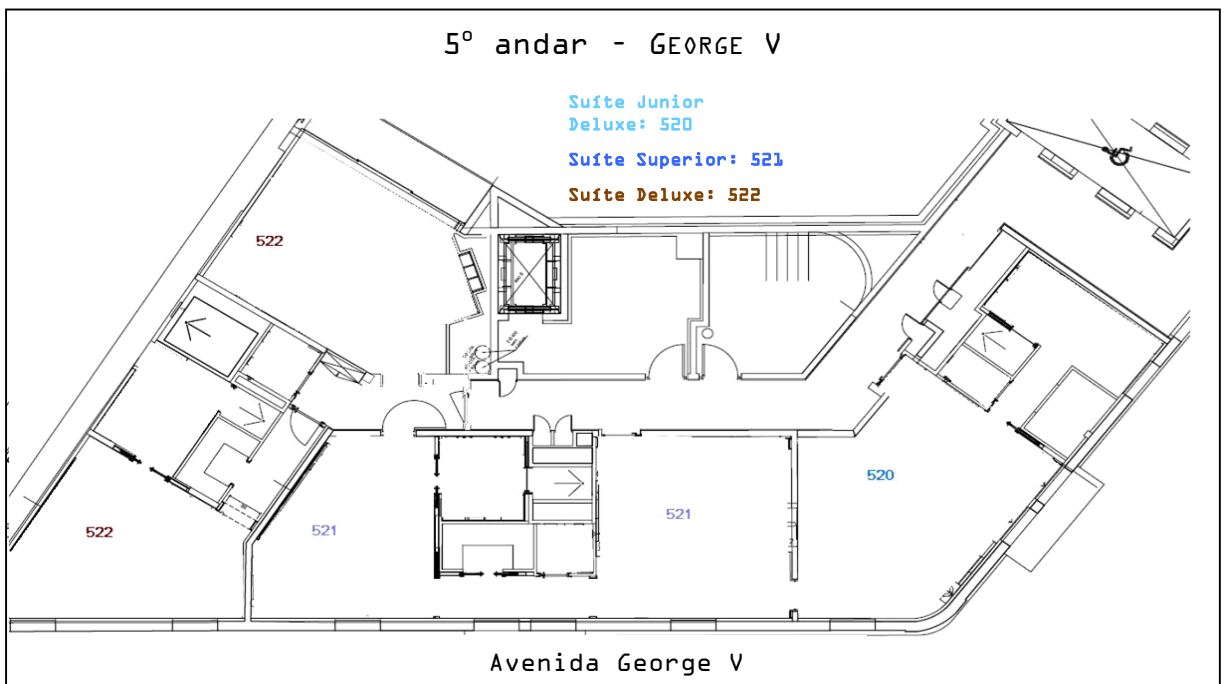 5º andar - GEORGE V
Suíte Junior
Deluxe: 520
Suíte Superior: 521
Suíte Deluxe: 522
522
520
521
521
522
Avenida George V